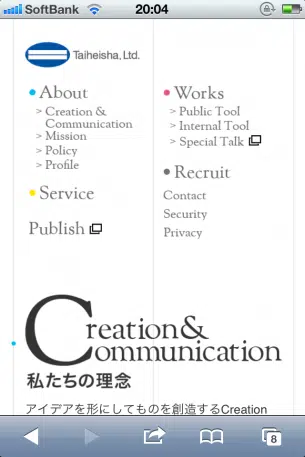 SoftBank 20:04
Taiheisha, Ltd.
About
> Creation &
Communication
> Mission
> Policy
> Profile
Service
Publish
Works
> Public Tool
> Internal Tool
> Special Talk
Recruit
Contact
Security
Privacy
Creation&
Communication
私たちの理念
アイデアを形にしてものを創造するCreation
8